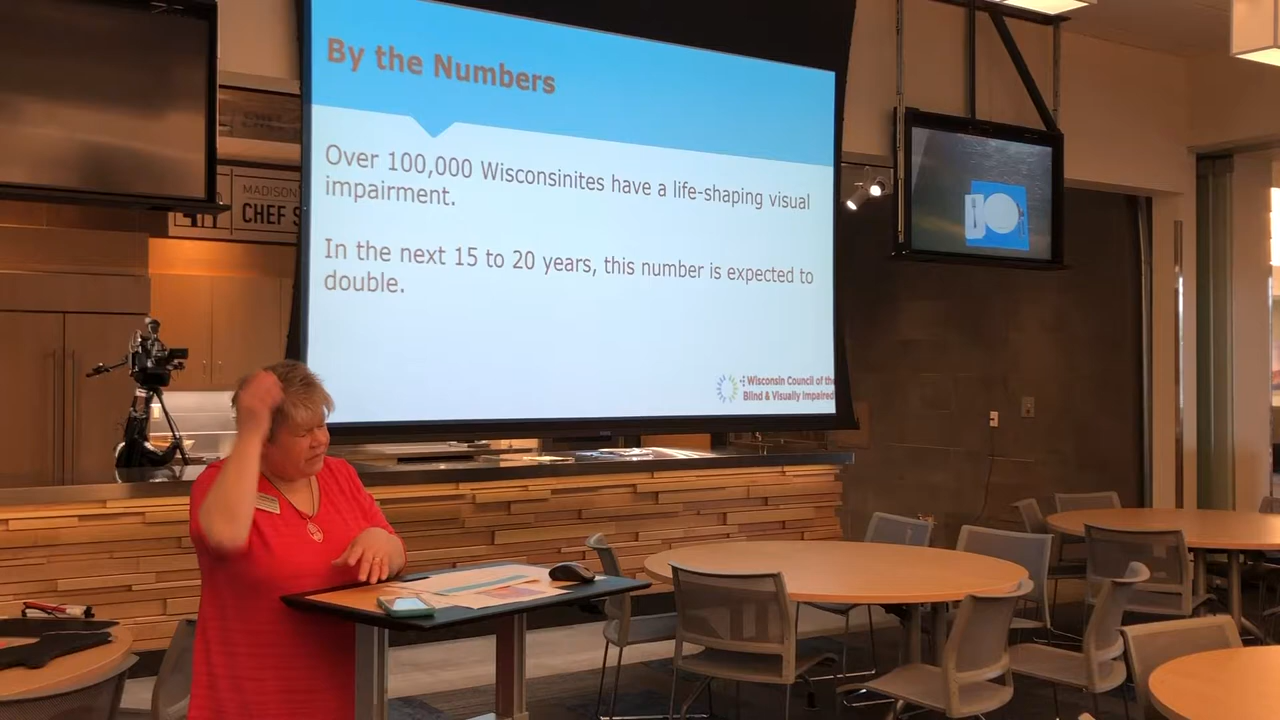 By the Numbers
Over 100,000 Wisconsinites have a life-shaping visual
impairment.
In the next 15 to 20 years, this number is expected to
double.
Wisconsin Council of the
Blind & Visually Impaired
MADISON
CHEF S